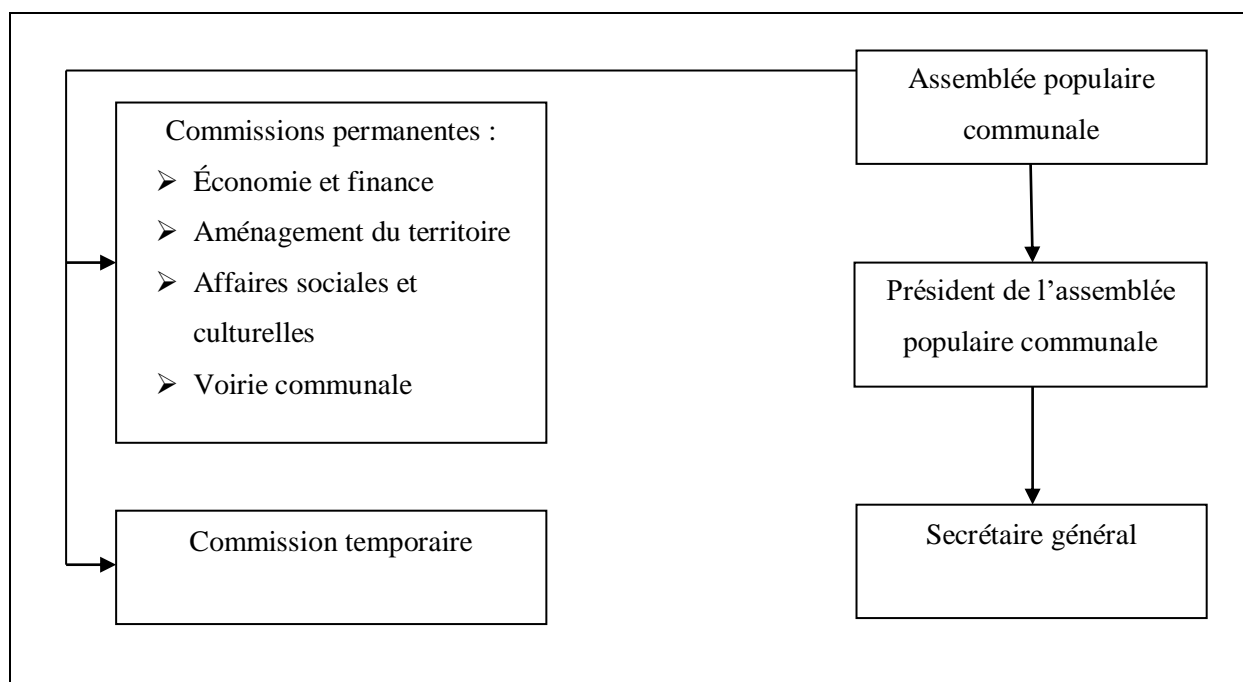 Assemblée populaire
communale
Commissions permanentes :
➢ Économie et finance
➢ Aménagement du territoire
➢ Affaires sociales et
culturelles
➢ Voirie communale
Président de l’assemblée
populaire communale
Commission temporaire
Secrétaire général